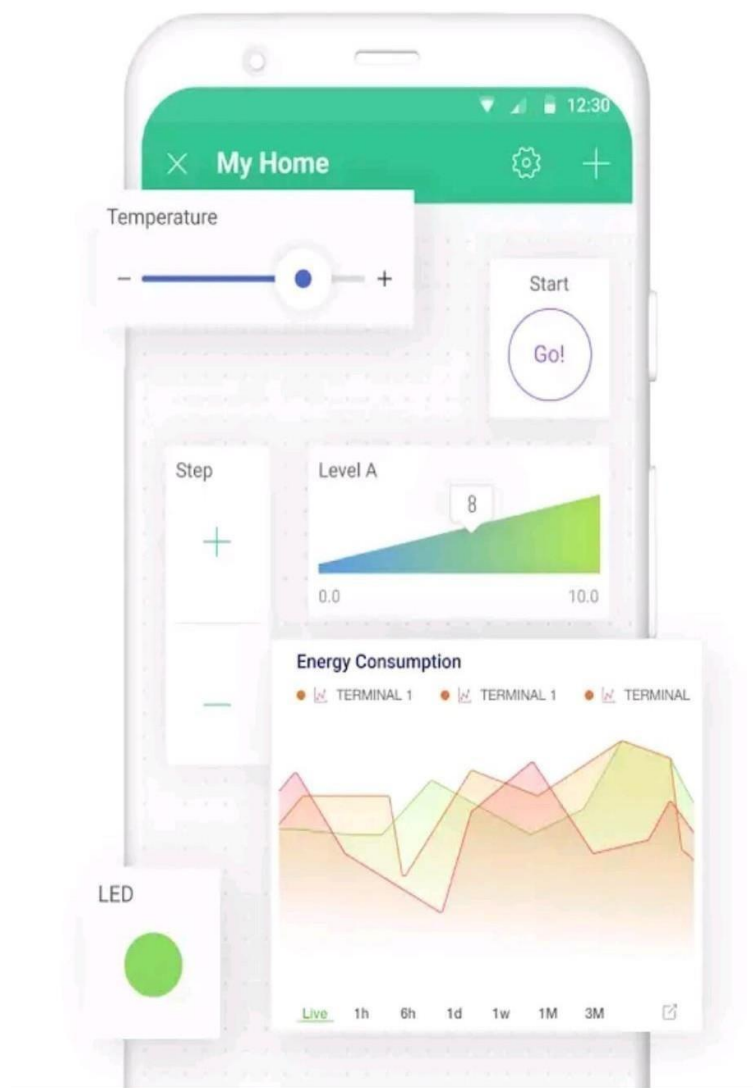 12:30
My Home
Temperature
− +
Start
Go!
Step
+
−
Level A
8
0.0 10.0
Energy Consumption
TERMINAL 1 TERMINAL 1 TERMINAL
LED
Live 1h 6h 1d 1w 1M 3M